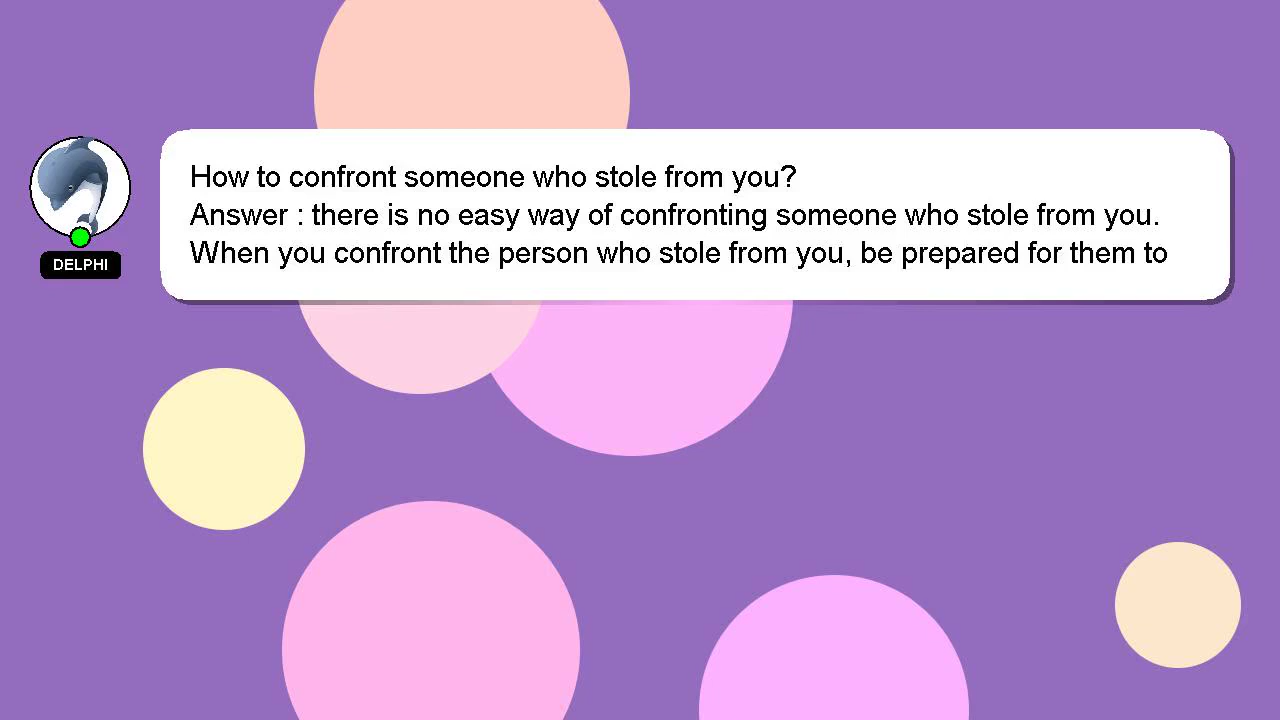 How to confront someone who stole from you?
Answer : there is no easy way of confronting someone who stole from you.
When you confront the person who stole from you, be prepared for them to
DELPHI